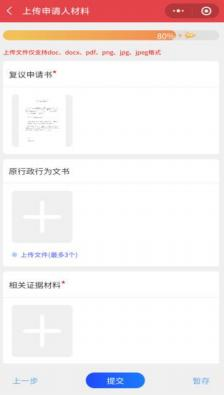 上传申请人材料
80%
上传文件仅支持doc、docx、pdf、png、jpg、jpeg格式
复议申请书*
原行政行为文书
上传文件(最多3个)
相关证据材料*
上一步
提交
暂存